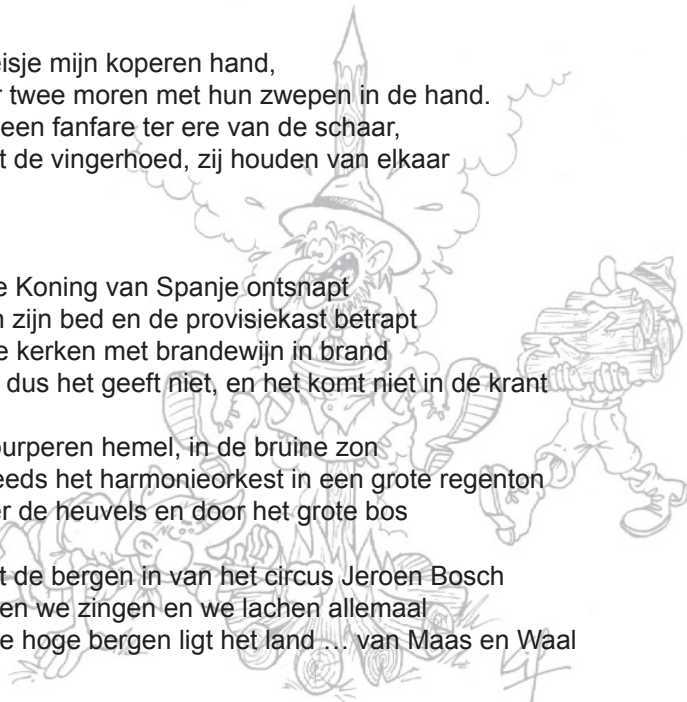 eisje mijn koperen hand,
r twee moren met hun zwepen in de hand.
een fanfare ter ere van de schaar,
t de vingerhoed, zij houden van elkaar
e Koning van Spanje ontsnapt
n zijn bed en de provisiekast betrapt
e kerken met brandewijn in brand
dus het geeft niet, en het komt niet in de krant
ourperen hemel, in de bruine zon
eeds het harmonieorkest in een grote regenton
er de heuvels en door het grote bos
t de bergen in van het circus Jeroen Bosch
en we zingen en we lachen allemaal
e hoge bergen ligt het land … van Maas en Waal